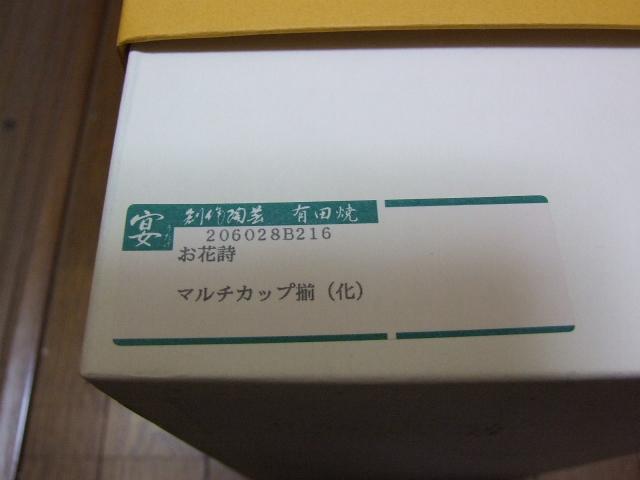 宴 創作陶芸 有田焼
206028B216
お花詩
マルチカップ揃（化）